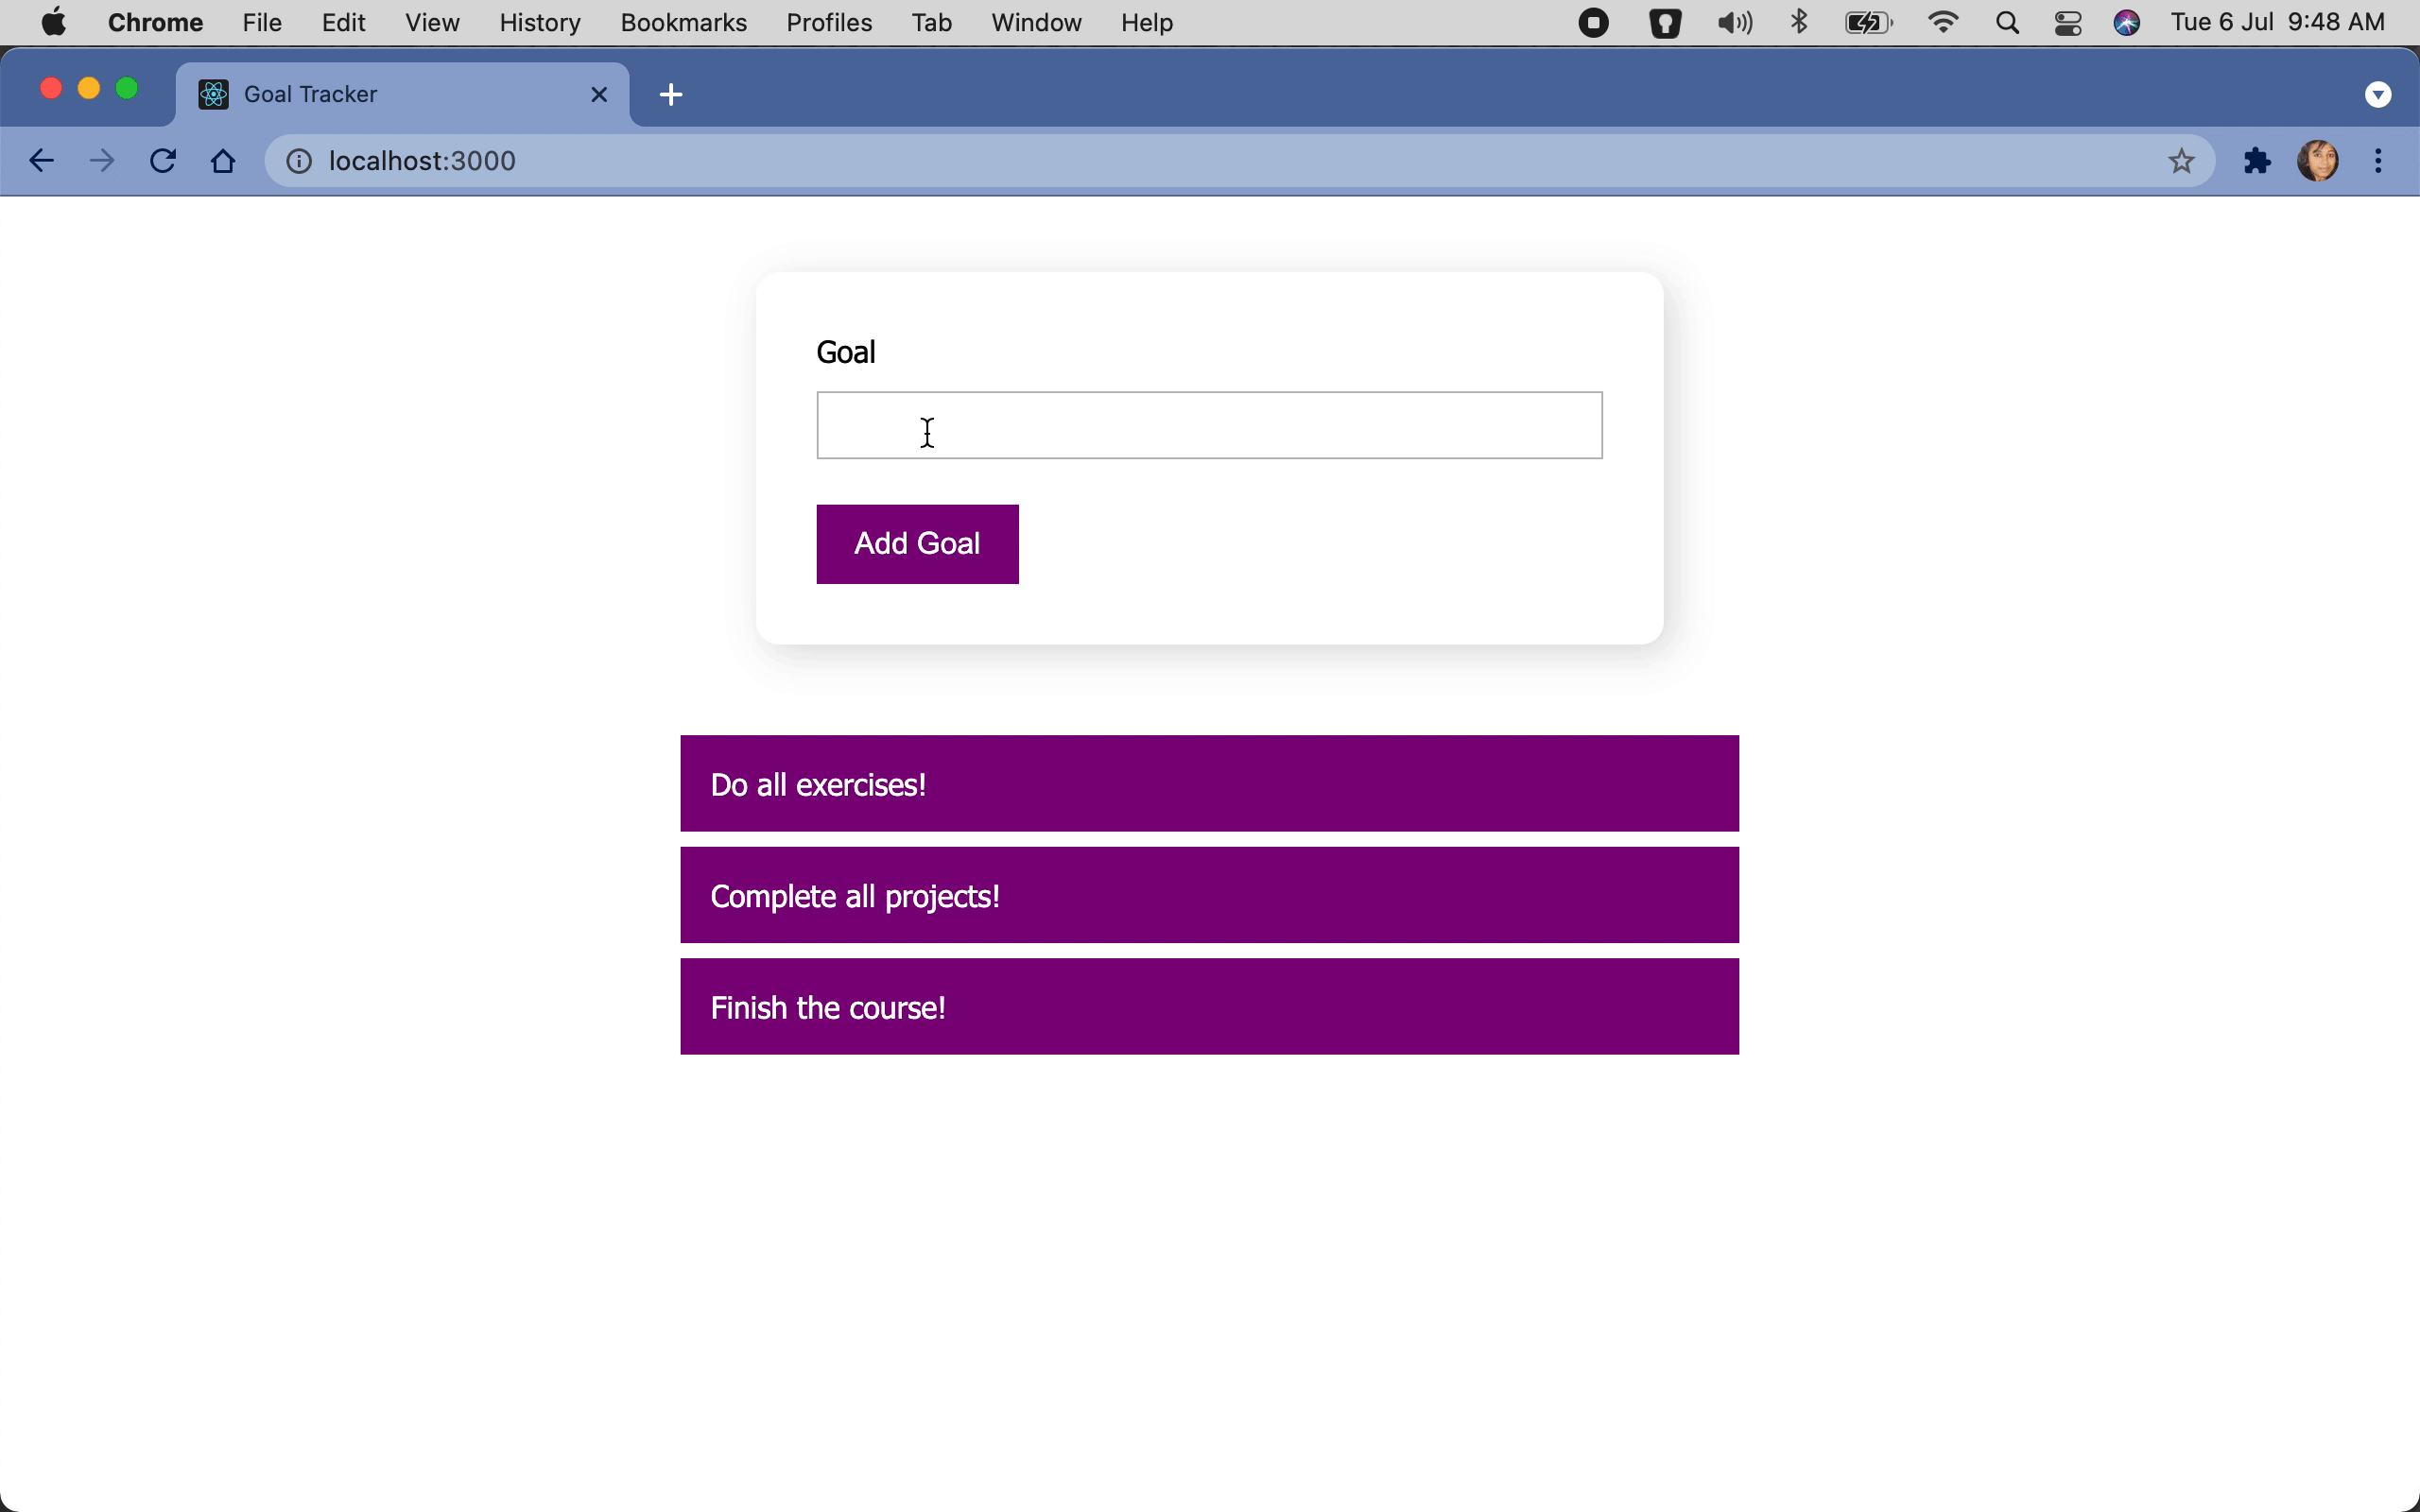 Chrome File Edit View History Bookmarks Profiles Tab Window Help Tue 6 Jul 9:48 AM
Goal Tracker
localhost:3000
Goal
Add Goal
Do all exercises!
Complete all projects!
Finish the course!